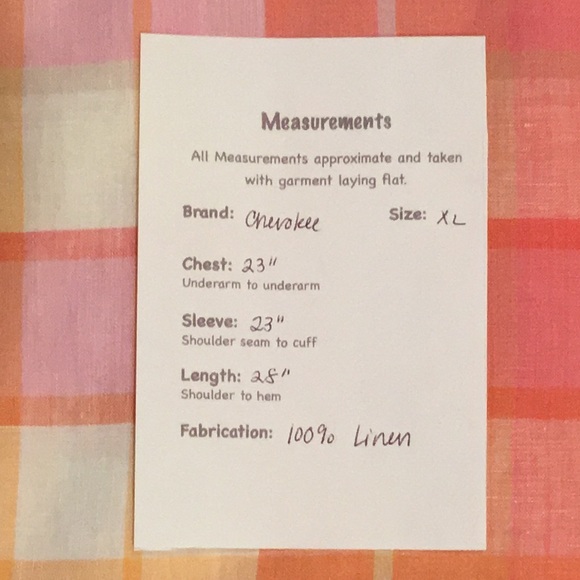 Measurements
All Measurements approximate and taken
with garment laying flat.
Brand: Cherokee Size: XL
Chest: 23"
Underarm to underarm
Sleeve: 23"
Shoulder seam to cuff
Length: 28"
Shoulder to hem
Fabrication: 100% Linen